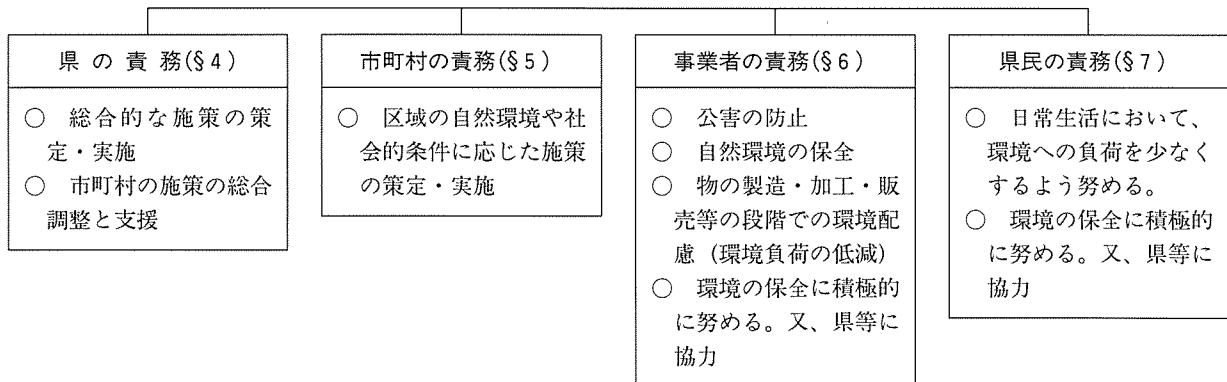 県の責務(§4)
○ 総合的な施策の策
定・実施
○ 市町村の施策の総合
調整と支援
市町村の責務(§5)
○ 区域の自然環境や社
会的条件に応じた施策
の策定・実施
事業者の責務(§6)
○ 公害の防止
○ 自然環境の保全
○ 物の製造・加工・販
売等の段階での環境配
慮(環境負荷の低減)
○ 環境の保全に積極的
に努める。又、県等に
協力
県民の責務(§7)
○ 日常生活において、
環境への負荷を少なく
するよう努める。
○ 環境の保全に積極的
に努める。又、県等に
協力